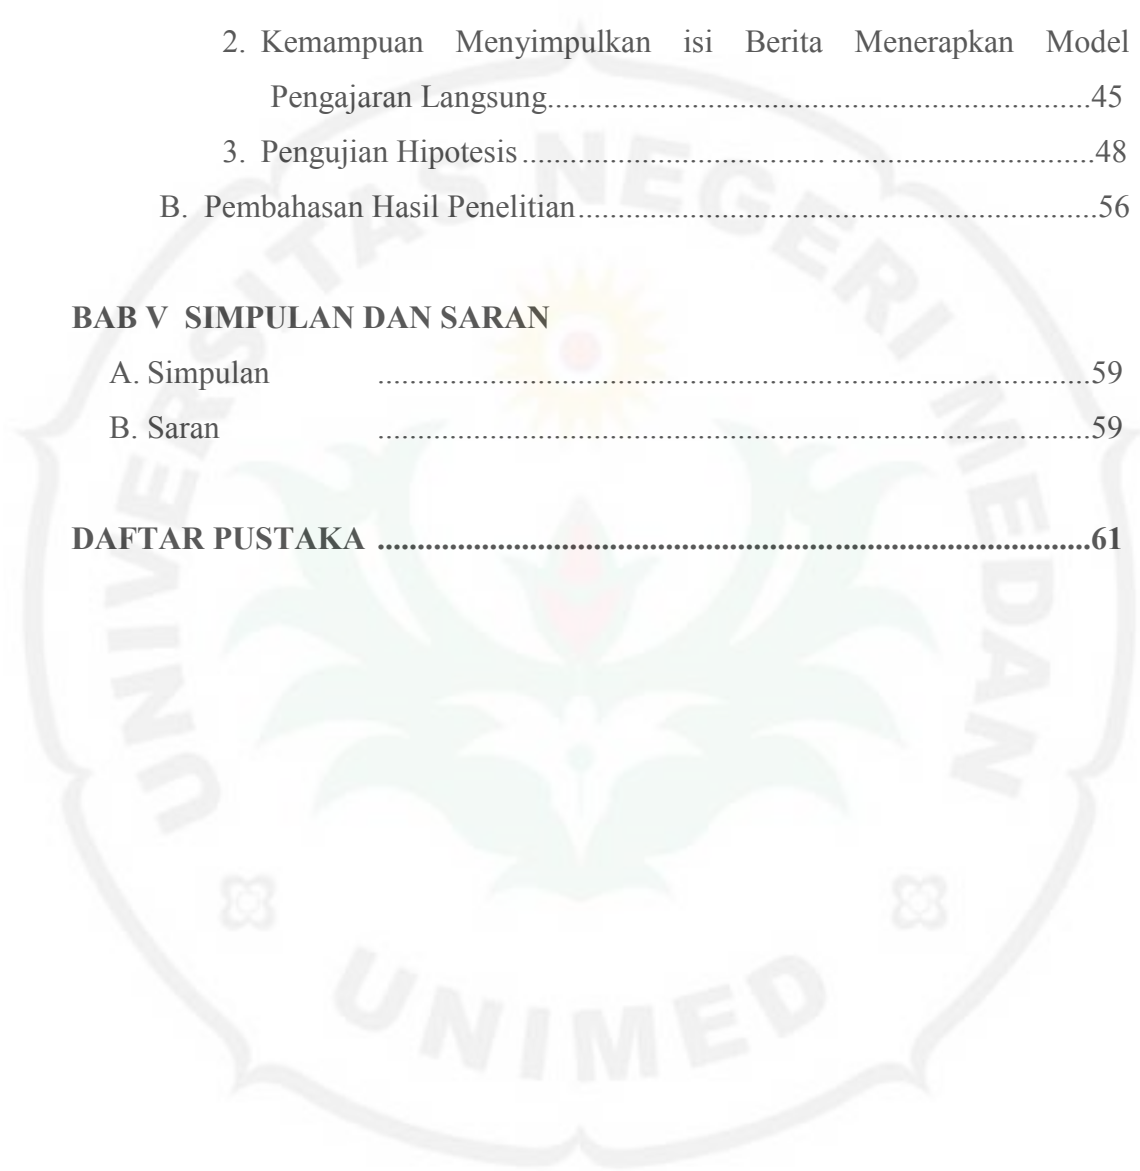 2. Kemampuan Menyimpulkan isi Berita Menerapkan Model
Pengajaran Langsung.....................................................................45
3. Pengujian Hipotesis ...................................... .................................48
B. Pembahasan Hasil Penelitian..................................................................56
BAB V SIMPULAN DAN SARAN
A. Simpulan ...........................................................................................59
B. Saran ...........................................................................................59
DAFTAR PUSTAKA ...........................................................................................61
UNIVERSITAS NEGERI MEDAN
UNIMED